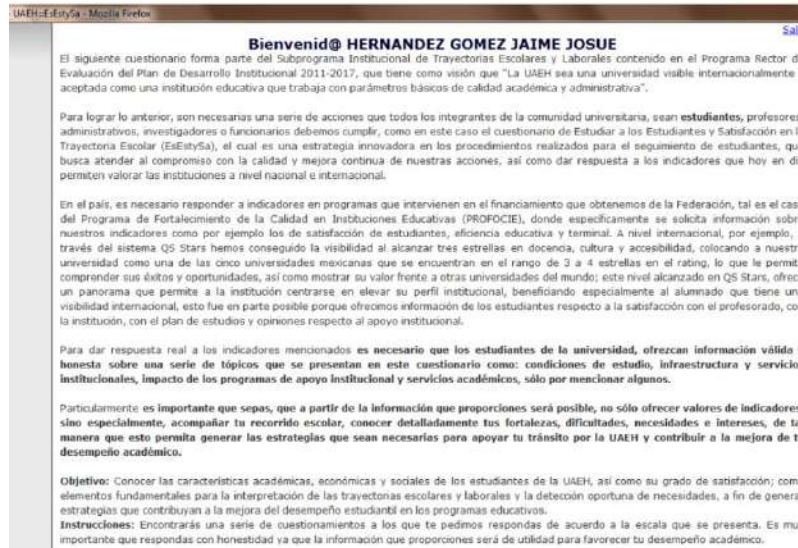 UAEH::EsEstySa - Mozilla Firefox
Sal
Bienvenid@ HERNANDEZ GOMEZ JAIME JOSUE
El siguiente cuestionario forma parte del Subprograma Institucional de Trayectorias Escolares y Laborales contenido en el Programa Rector d
Evaluación del Plan de Desarrollo Institucional 2011-2017, que tiene como visión que "La UAEH sea una universidad visible internacionalmente
aceptada como una institución educativa que trabaja con parámetros básicos de calidad académica y administrativa".
Para lograr lo anterior, son necesarias una serie de acciones que todos los integrantes de la comunidad universitaria, sean estudiantes, profesores
administrativos, investigadores o funcionarios debemos cumplir, como en este caso el cuestionario de Estudiar a los Estudiantes y Satisfacción en l
Trayectoria Escolar (EsEstySa), el cual es una estrategia innovadora en los procedimientos realizados para el seguimiento de estudiantes, qu
busca atender al compromiso con la calidad y mejora continua de nuestras acciones, así como dar respuesta a los indicadores que hoy en dí
permiten valorar las instituciones a nivel nacional e internacional.
En el país, es necesario responder a indicadores en programas que intervienen en el financiamiento que obtenemos de la Federación, tal es el cas
del Programa de Fortalecimiento de la Calidad en Instituciones Educativas (PROFOCIE), donde específicamente se solicita información sobr
nuestros indicadores como por ejemplo los de satisfacción de estudiantes, eficiencia educativa y terminal. A nivel internacional, por ejemplo,
través del sistema QS Stars hemos conseguido la visibilidad al alcanzar tres estrellas en docencia, cultura y accesibilidad, colocando a nuestr
universidad como una de las cinco universidades mexicanas que se encuentran en el rango de 3 a 4 estrellas en el rating, lo que le permit
comprender sus éxitos y oportunidades, así como mostrar su valor frente a otras universidades del mundo; este nivel alcanzado en QS Stars, ofrec
un panorama que permite a la institución centrarse en elevar su perfil institucional, beneficiando especialmente al alumnado que tiene un
visibilidad internacional, esto fue en parte posible porque ofrecimos información de los estudiantes respecto a la satisfacción con el profesorado, co
la institución, con el plan de estudios y opiniones respecto al apoyo institucional.
Para dar respuesta real a los indicadores mencionados es necesario que los estudiantes de la universidad, ofrezcan información válida
honesta sobre una serie de tópicos que se presentan en este cuestionario como: condiciones de estudio, infraestructura y servicio
institucionales, impacto de los programas de apoyo institucional y servicios académicos, sólo por mencionar algunos.
Particularmente es importante que sepas, que a partir de la información que proporciones será posible, no sólo ofrecer valores de indicadores
sino especialmente, acompañar tu recorrido escolar, conocer detalladamente tus fortalezas, dificultades, necesidades e intereses, de ta
manera que esto permita generar las estrategias que sean necesarias para apoyar tu tránsito por la UAEH y contribuir a la mejora de t
desempeño académico.
Objetivo: Conocer las características académicas, económicas y sociales de los estudiantes de la UAEH, así como su grado de satisfacción; com
elementos fundamentales para la interpretación de las trayectorias escolares y laborales y la detección oportuna de necesidades, a fin de genera
estrategias que contribuyan a la mejora del desempeño estudiantil en los programas educativos.
Instrucciones: Encontrarás una serie de cuestionamientos a los que te pedimos respondas de acuerdo a la escala que se presenta. Es mu
importante que respondas con honestidad ya que la información que proporciones será de utilidad para favorecer tu desempeño académico.